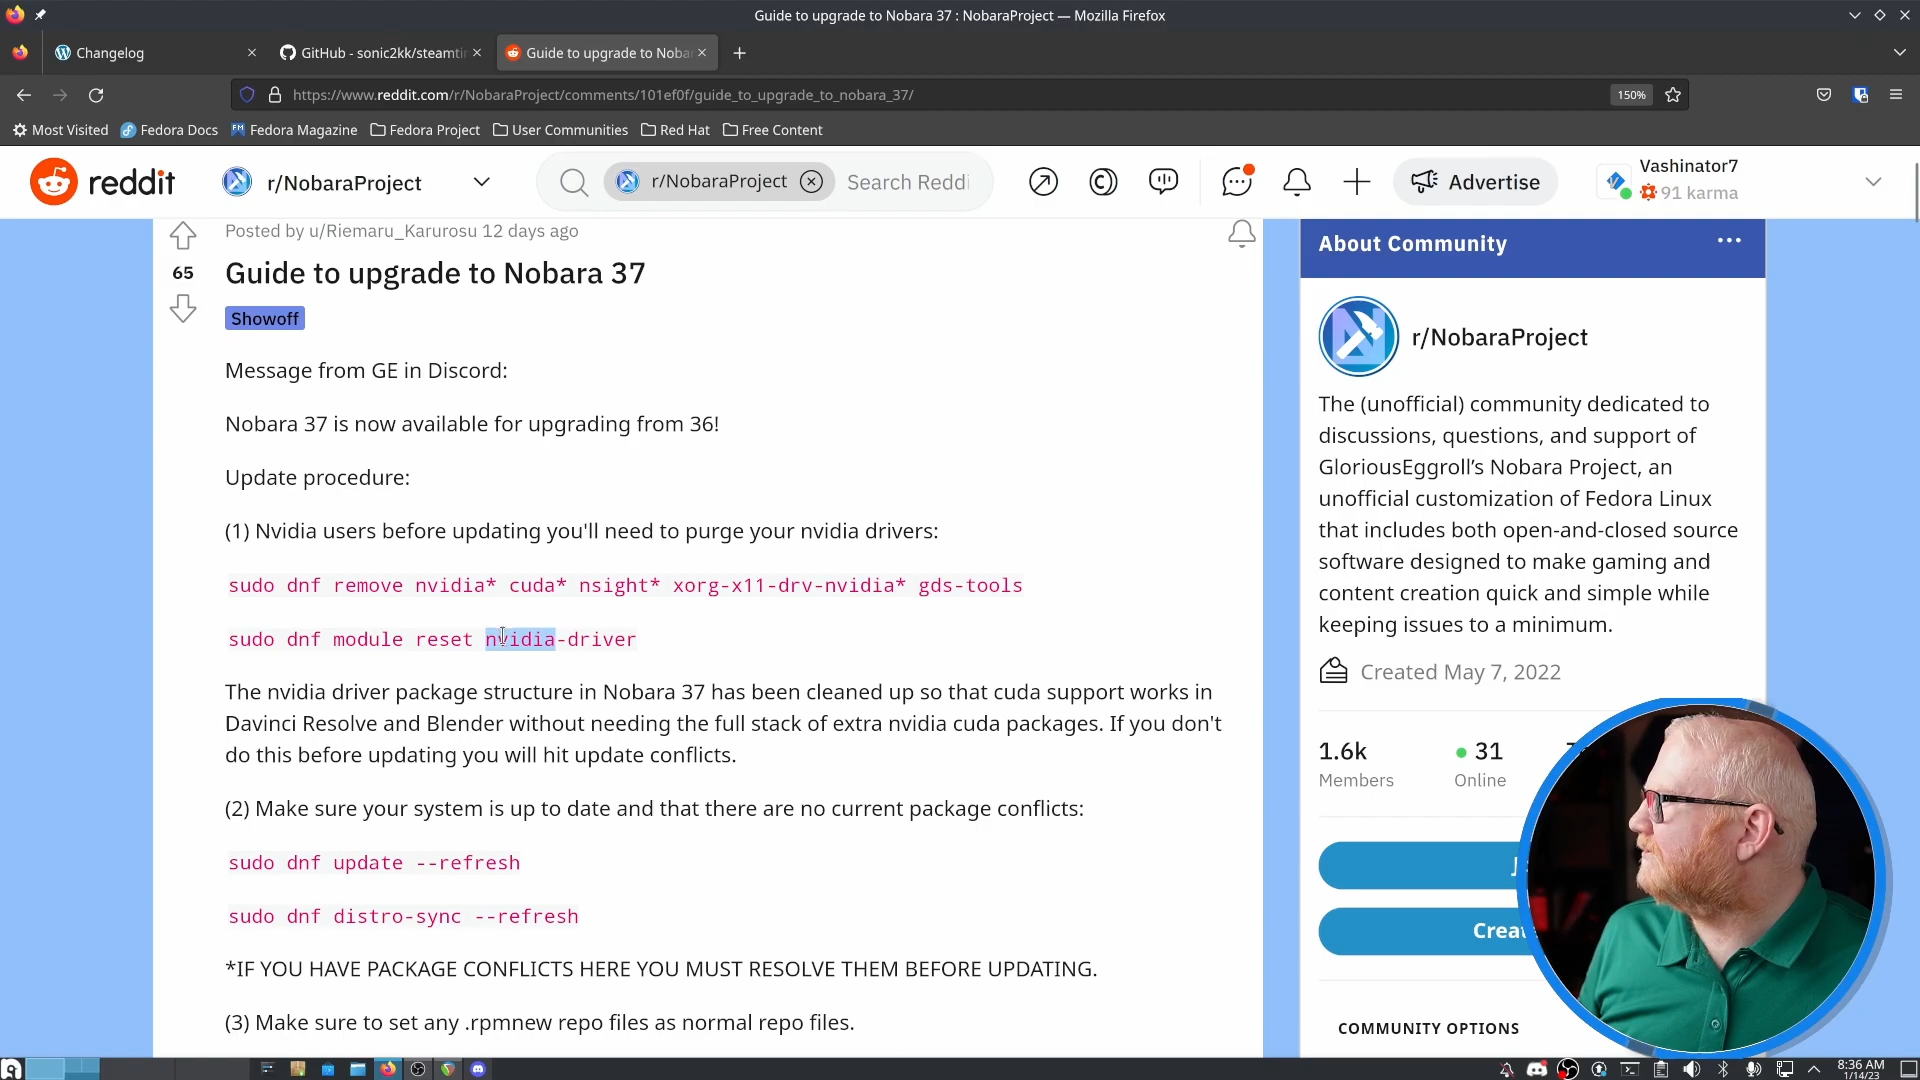 Guide to upgrade to Nobara 37 : NobaraProject — Mozilla Firefox
Changelog
GitHub - sonic2kk/steamti
Guide to upgrade to Noba
https://www.reddit.com/r/NobaraProject/comments/101ef0f/guide_to_upgrade_to_nobara_37/
150%
Most Visited Fedora Docs Fedora Magazine Fedora Project User Communities Red Hat Free Content
reddit r/NobaraProject r/NobaraProject Search Reddi Advertise
Vashinator7
91 karma
Posted by u/Riemaru_Karurosu 12 days ago
65
Guide to upgrade to Nobara 37
Showoff
Message from GE in Discord:
Nobara 37 is now available for upgrading from 36!
Update procedure:
(1) Nvidia users before updating you'll need to purge your nvidia drivers:
sudo dnf remove nvidia* cuda* nsight* xorg-x11-drv-nvidia* gds-tools
sudo dnf module reset nvidia-driver
The nvidia driver package structure in Nobara 37 has been cleaned up so that cuda support works in
Davinci Resolve and Blender without needing the full stack of extra nvidia cuda packages. If you don't
do this before updating you will hit update conflicts.
(2) Make sure your system is up to date and that there are no current package conflicts:
sudo dnf update --refresh
sudo dnf distro-sync --refresh
*IF YOU HAVE PACKAGE CONFLICTS HERE YOU MUST RESOLVE THEM BEFORE UPDATING.
(3) Make sure to set any .rpmnew repo files as normal repo files.
About Community
r/NobaraProject
The (unofficial) community dedicated to
discussions, questions, and support of
GloriousEggroll's Nobara Project, an
unofficial customization of Fedora Linux
that includes both open-and-closed source
software designed to make gaming and
content creation quick and simple while
keeping issues to a minimum.
Created May 7, 2022
1.6k
Members
31
Online
Creat
COMMUNITY OPTIONS
8:36 AM
1/14/23